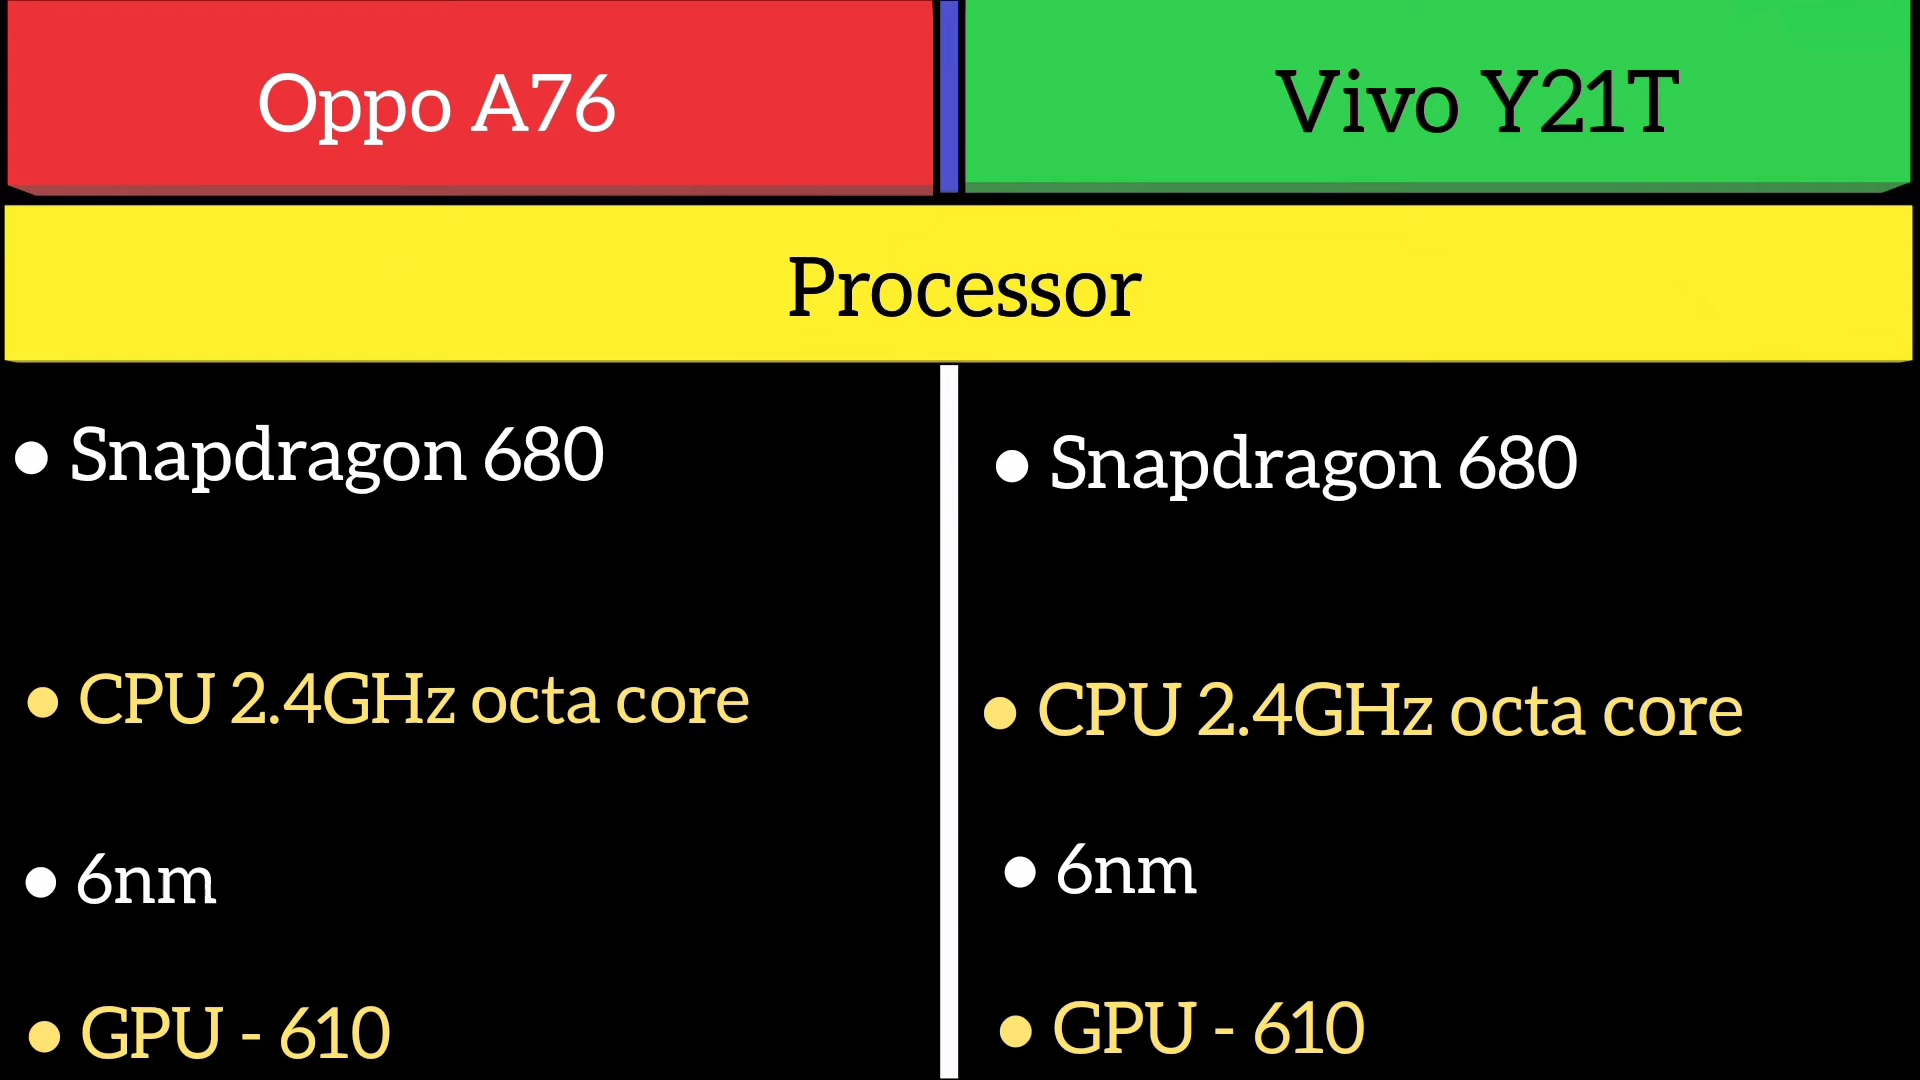 Oppo A76
Vivo Y21T
Processor
• Snapdragon 680
• CPU 2.4GHz octa core
• 6nm
• GPU - 610
• Snapdragon 680
• CPU 2.4GHz octa core
• 6nm
• GPU - 610